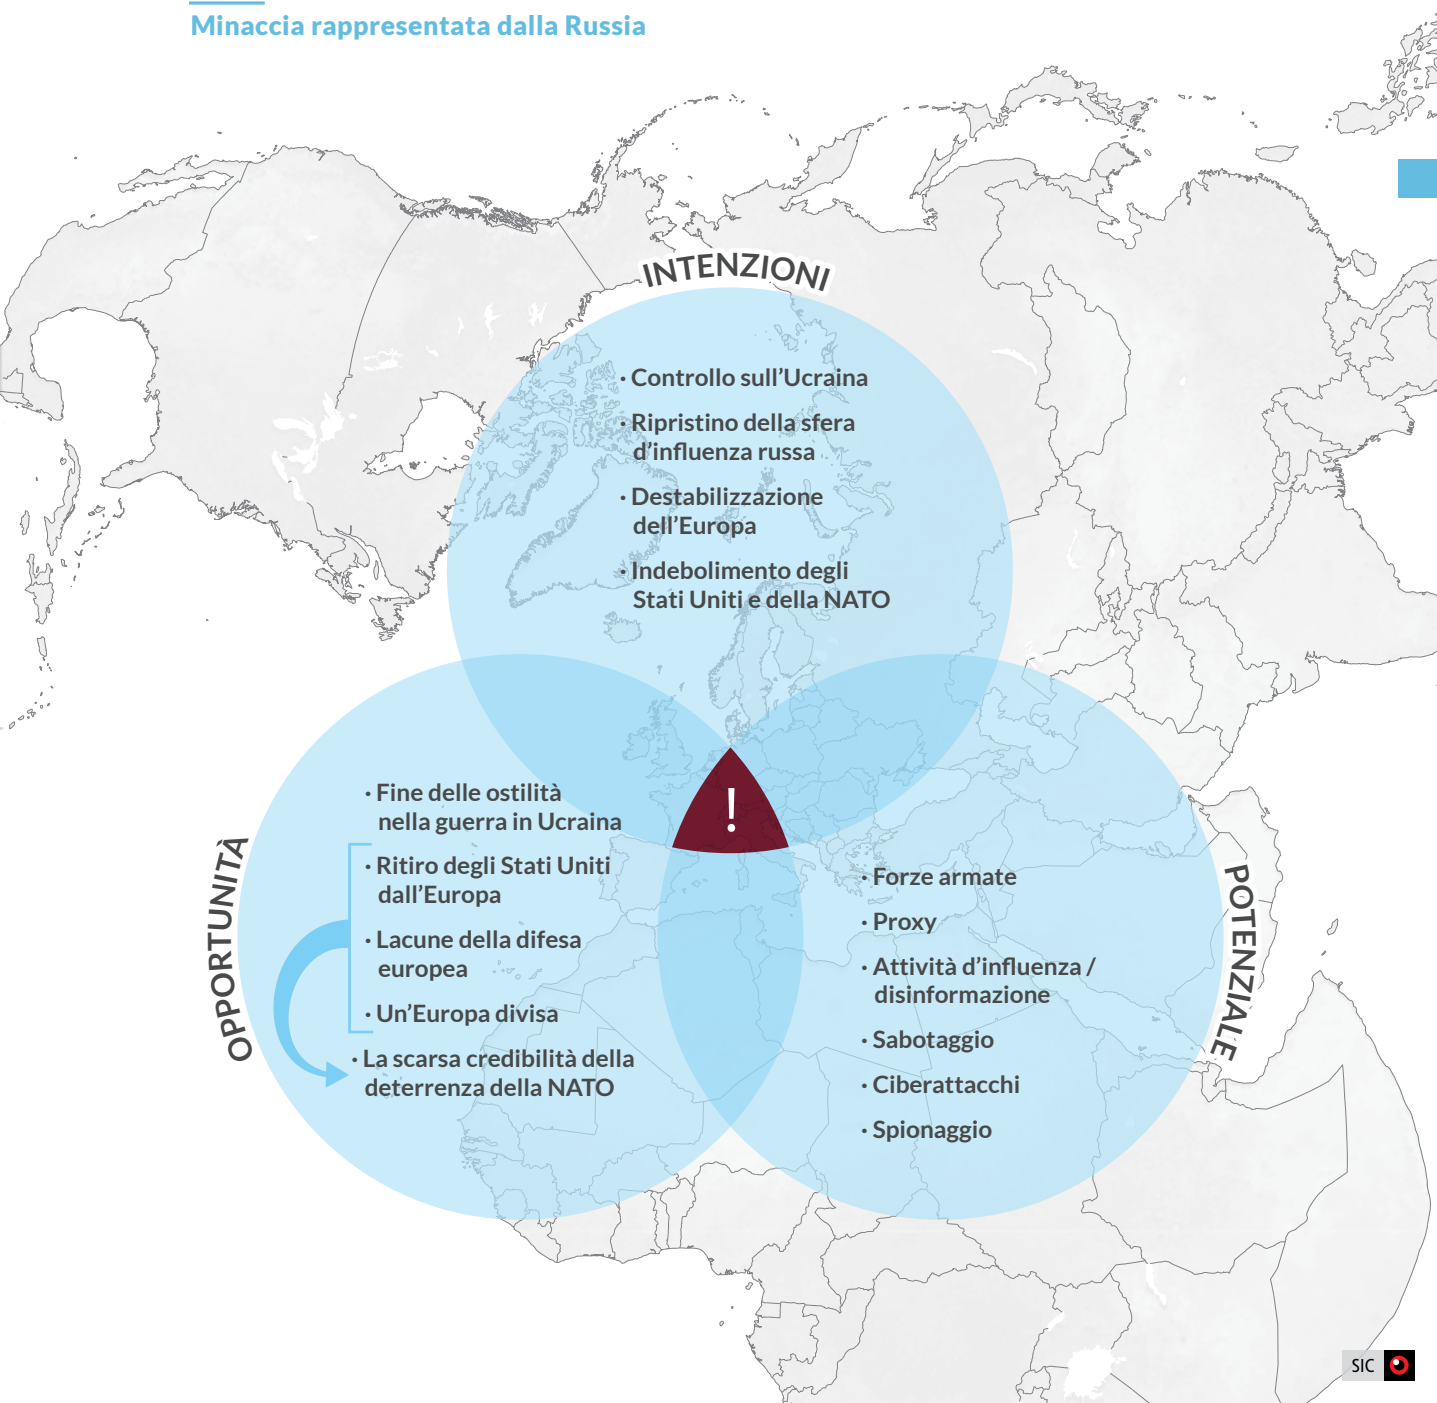 Minaccia rappresentata dalla Russia
INTENZIONI
· Controllo sull’Ucraina
· Ripristino della sfera
d’influenza russa
· Destabilizzazione
dell’Europa
· Indebolimento degli
Stati Uniti e della NATO
OPPORTUNITÀ
· Fine delle ostilità
nella guerra in Ucraina
· Ritiro degli Stati Uniti
dall’Europa
· Lacune della difesa
europea
· Un’Europa divisa
· La scarsa credibilità della
deterrenza della NATO
!
POTENZIALE
· Forze armate
· Proxy
· Attività d’influenza /
disinformazione
· Sabotaggio
· Ciberattacchi
· Spionaggio
SIC